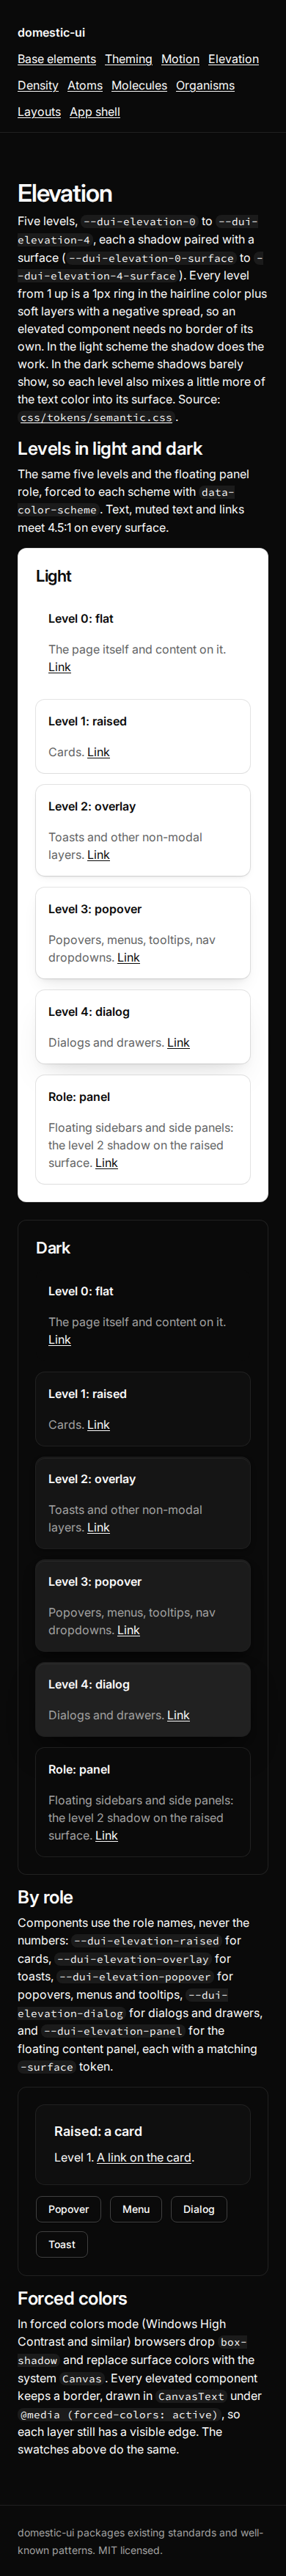 domestic-ui
Base elements Theming Motion Elevation
Density Atoms Molecules Organisms
Layouts App shell
Elevation
Five levels, --dui-elevation-0 to --dui-
elevation-4, each a shadow paired with a
surface (--dui-elevation-0-surface to -
-dui-elevation-4-surface). Every level
from 1 up is a 1px ring in the hairline color plus
soft layers with a negative spread, so an
elevated component needs no border of its
own. In the light scheme the shadow does the
work. In the dark scheme shadows barely
show, so each level also mixes a little more of
the text color into its surface. Source:
css/tokens/semantic.css.
Levels in light and dark
The same five levels and the floating panel
role, forced to each scheme with data-
color-scheme. Text, muted text and links
meet 4.5:1 on every surface.
Light
Level 0: flat
The page itself and content on it.
Link
Level 1: raised
Cards. Link
Level 2: overlay
Toasts and other non-modal
layers. Link
Level 3: popover
Popovers, menus, tooltips, nav
dropdowns. Link
Level 4: dialog
Dialogs and drawers. Link
Role: panel
Floating sidebars and side panels:
the level 2 shadow on the raised
surface. Link
Dark
Level 0: flat
The page itself and content on it.
Link
Level 1: raised
Cards. Link
Level 2: overlay
Toasts and other non-modal
layers. Link
Level 3: popover
Popovers, menus, tooltips, nav
dropdowns. Link
Level 4: dialog
Dialogs and drawers. Link
Role: panel
Floating sidebars and side panels:
the level 2 shadow on the raised
surface. Link
By role
Components use the role names, never the
numbers: --dui-elevation-raised for
cards, --dui-elevation-overlay for
toasts, --dui-elevation-popover for
popovers, menus and tooltips, --dui-
elevation-dialog for dialogs and drawers,
and --dui-elevation-panel for the
floating content panel, each with a matching
-surface token.
Raised: a card
Level 1. A link on the card.
Popover Menu Dialog
Toast
Forced colors
In forced colors mode (Windows High
Contrast and similar) browsers drop box-
shadow and replace surface colors with the
system Canvas. Every elevated component
keeps a border, drawn in CanvasText under
@media (forced-colors: active), so
each layer still has a visible edge. The
swatches above do the same.
domestic-ui packages existing standards and well-
known patterns. MIT licensed.